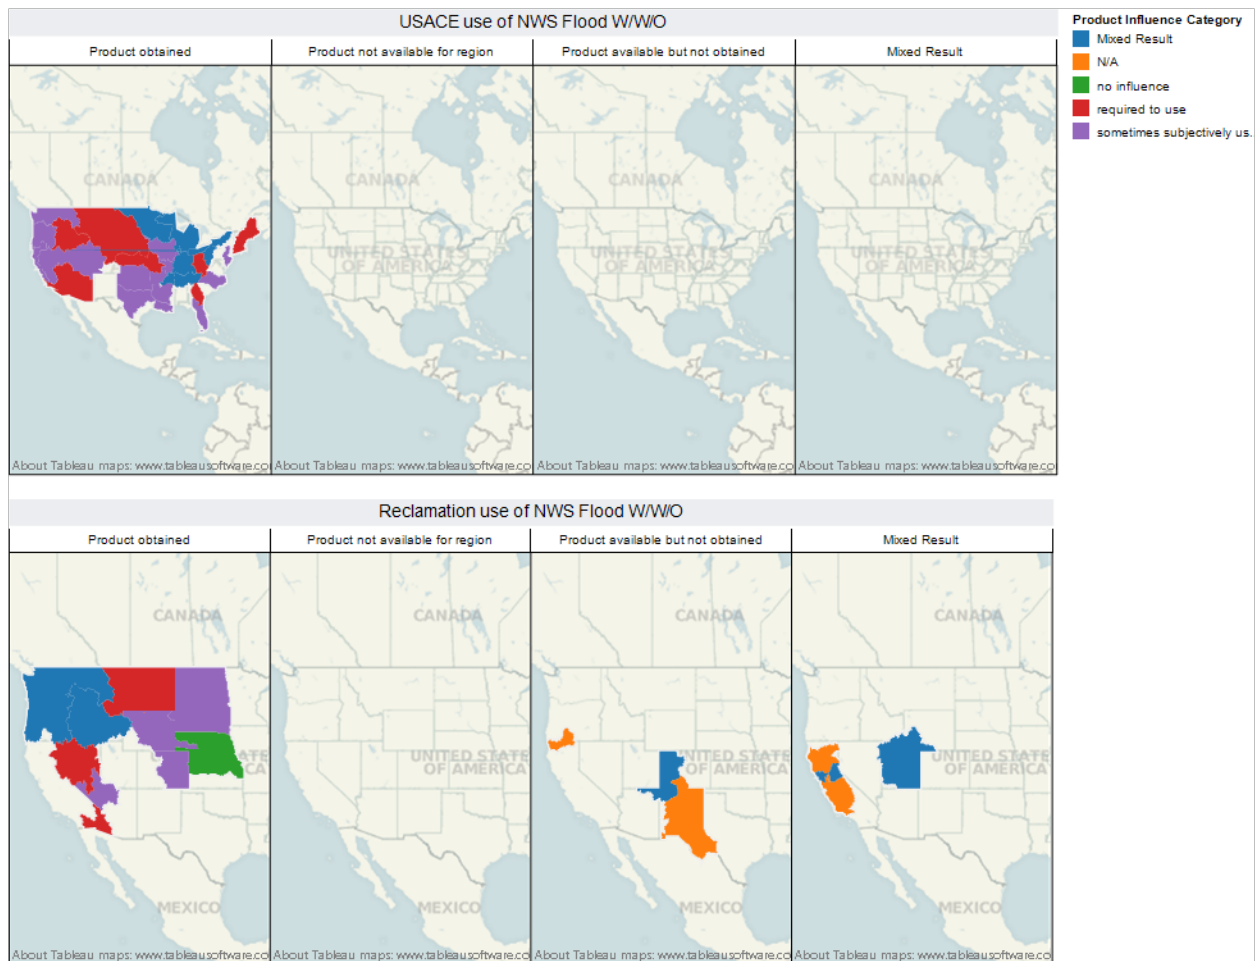 USACE use of NWS Flood W/W/O
Product obtained
Product not available for region
Product available but not obtained
Mixed Result
CANADA
CANADA
CANADA
CANADA
UNITED STATES
OF AMERICA
UNITED STATES
OF AMERICA
UNITED STATES
OF AMERICA
About Tableau maps: www.tableausoftware.co
About Tableau maps: www.tableausoftware.co
About Tableau maps: www.tableausoftware.co
About Tableau maps: www.tableausoftware.co
Product Influence Category
Mixed Result
N/A
no influence
required to use
sometimes subjectively us.
Reclamation use of NWS Flood W/W/O
Product obtained
Product not available for region
Product available but not obtained
Mixed Result
CANADA
CANADA
CANADA
CANADA
UNITED STATE
OF AMERICA
UNITED STATE
OF AMERICA
UNITED STATE
OF AMERICA
MEXICO
MEXICO
MEXICO
MEXICO
About Tableau maps: www.tableausoftware.co
About Tableau maps: www.tableausoftware.co
About Tableau maps: www.tableausoftware.co
About Tableau maps: www.tableausoftware.co